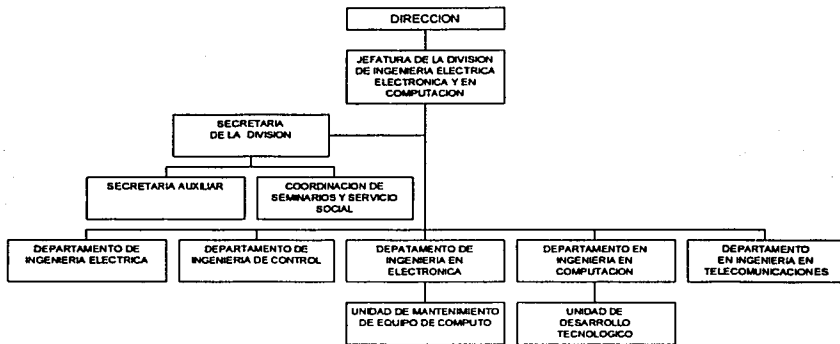 DIRECCION
JEFATURA DE LA DIVISION
DE INGENIERIA ELECTRICA
ELECTRONICA Y EN
COMPUTACION
SECRETARIA
DE LA DIVISION
SECRETARIA AUXILIAR
COORDINACION DE
SEMINARIOS Y SERVICIO
SOCIAL
DEPARTAMENTO DE
INGENIERIA ELECTRICA
DEPARTAMENTO DE
INGENIERIA DE CONTROL
DEPATAMENTO DE
INGENIERIA EN
ELECTRONICA
DEPARTAMENTO EN
INGENIERIA EN
COMPUTACION
DEPARTAMENTO
EN INGENIERIA EN
TELECOMUNICACIONES
UNIDAD DE MANTENIMIENTO
DE EQUIPO DE COMPUTO
UNIDAD DE
DESARROLLO
TECNOLOGICO